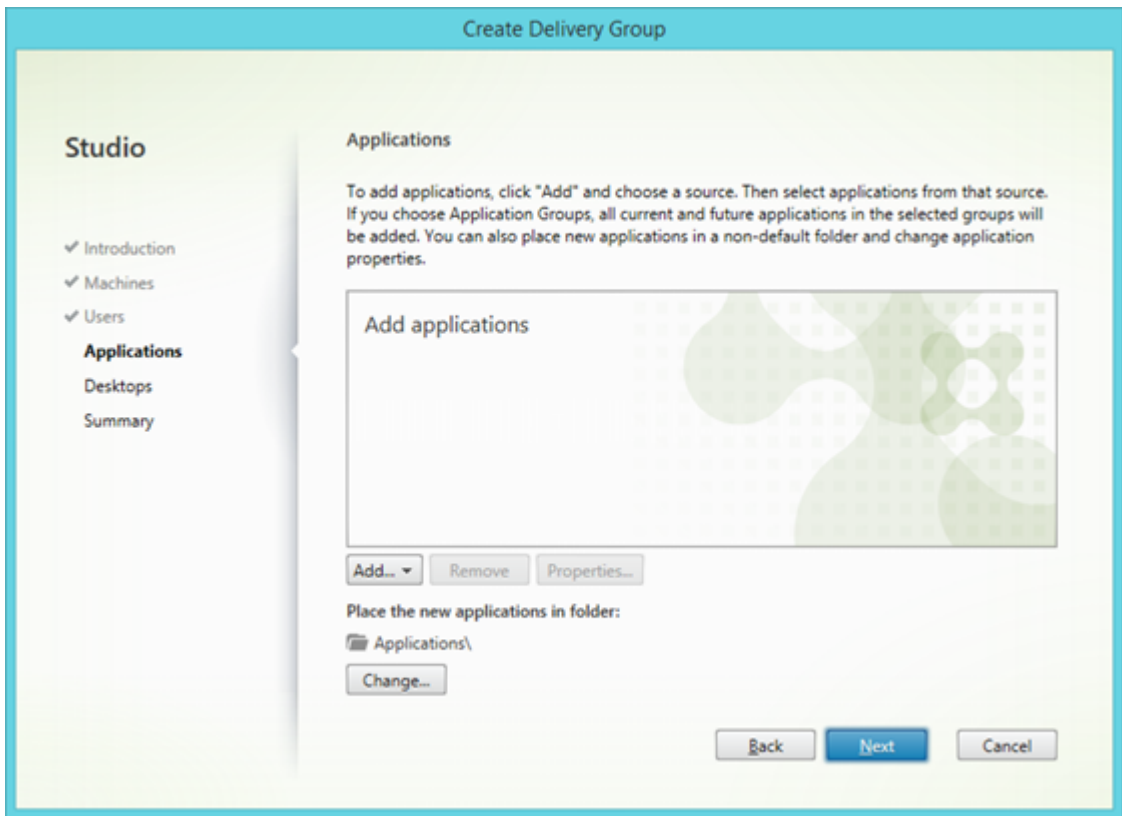 Create Delivery Group
Studio
Introduction
Machines
Users
Applications
Desktops
Summary
Applications
To add applications, click "Add" and choose a source. Then select applications from that source.
If you choose Application Groups, all current and future applications in the selected groups will
be added. You can also place new applications in a non-default folder and change application
properties.
Add applications
Add...
Remove
Properties...
Place the new applications in folder:
Applications\
Change...
Back
Next
Cancel